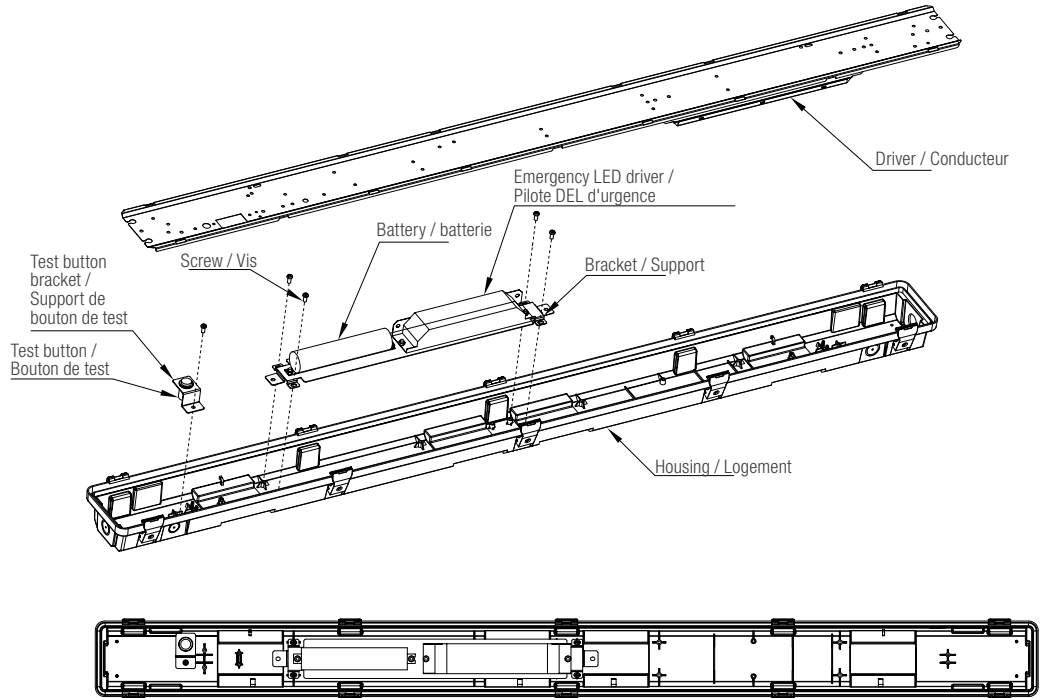 Driver / Conducteur
Emergency LED driver /
Pilote DEL d'urgence
Battery / batterie
Screw / Vis
Bracket / Support
Test button
bracket /
Support de
bouton de test
Test button /
Bouton de test
Housing / Logement